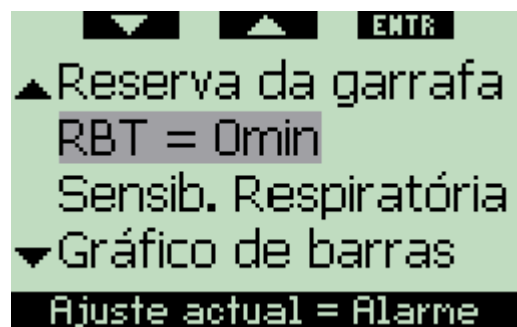 ENTR
Reserva da garrafa
RBT = 0min
Sensib. Respiratória
Gráfico de barras
Ajuste actual = Alarme